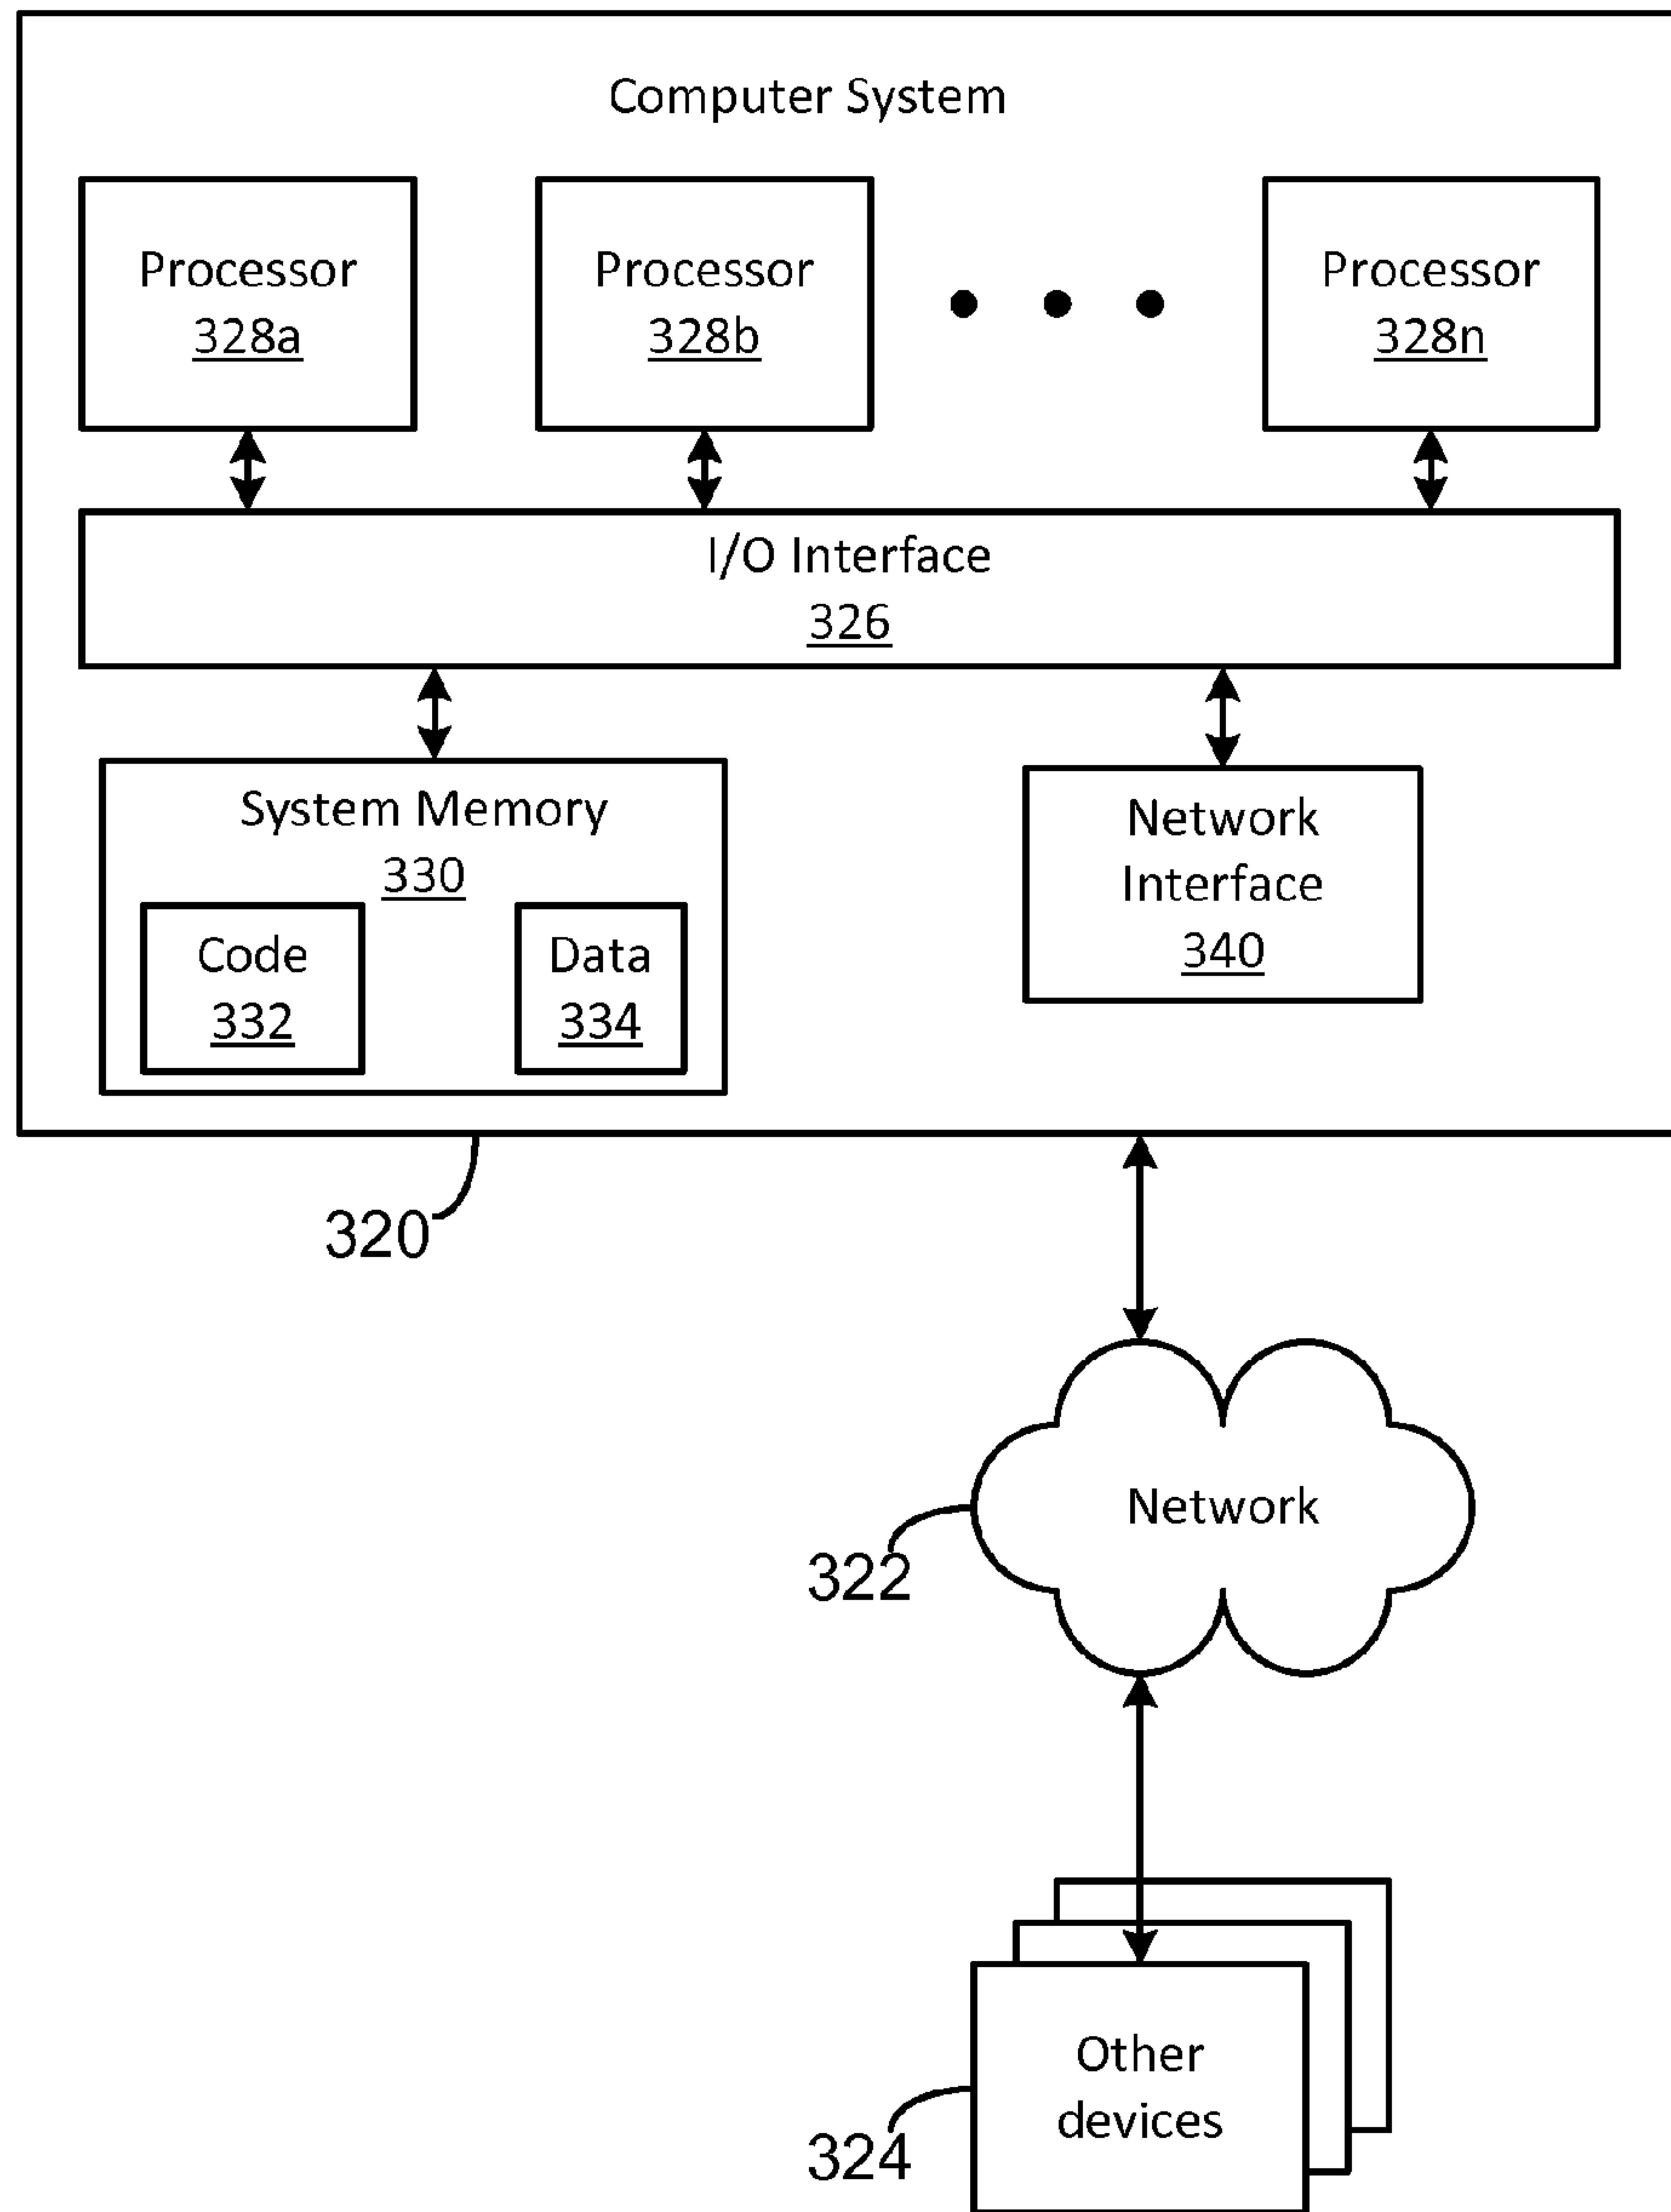 Computer System
Processor
328a
Processor
328b
Processor
328n
I/O Interface
326
System Memory
330
Code
332
Data
334
Network
Interface
340
320
Network
322
Other
devices
324